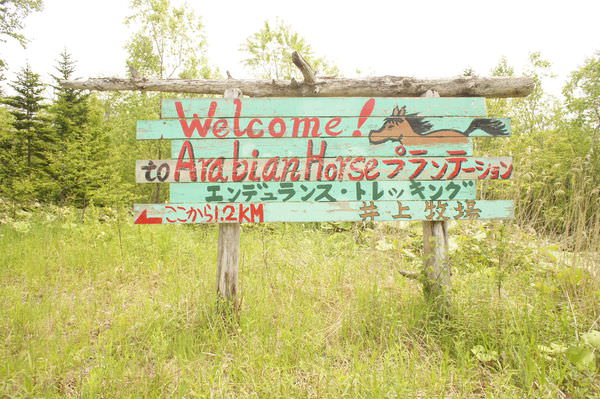 Welcome!
to Arabian Horse プランテーション
エンデュランス・トレッキング
ここから1.2KM 井上牧場